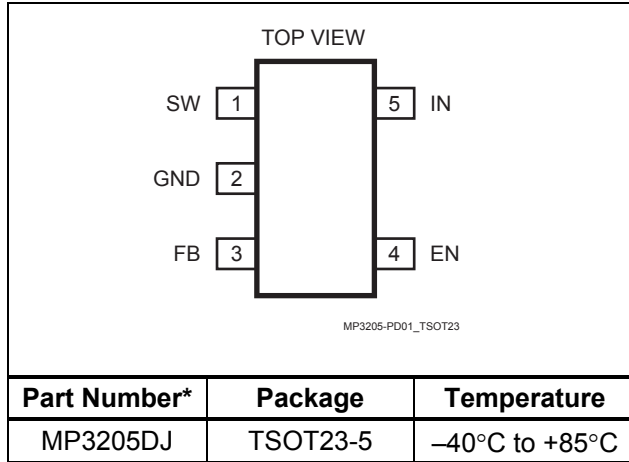 TOP VIEW
SW 1 5 IN
GND 2
FB 3 4 EN
MP3205-PD01_TSOT23
Part Number* Package Temperature
MP3205DJ TSOT23-5 –40°C to +85°C